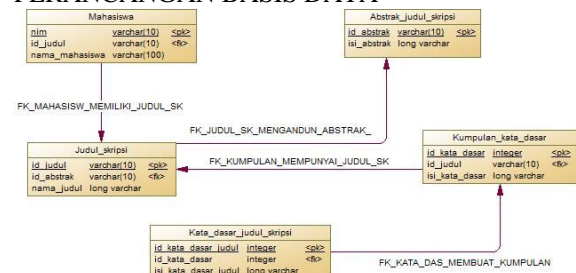 PERANCANGAN BASIS DATA
Mahasiswa
nim varchar(10) <pk>
id_judul varchar(10) <fk>
nama_mahasiswa varchar(100)
Abstrak_judul_skripsi
id_abstrak varchar(10) <pk>
isi_abstrak long varchar
FK_MAHASISW_MEMILIKI_JUDUL_SK
FK_JUDUL_SK_MENGANDUN_ABSTRAK_
Judul_skripsi
id_judul varchar(10) <pk>
id_abstrak varchar(10) <fk>
nama_judul long varchar
FK_KUMPULAN_MEMPUNYAI_JUDUL_SK
Kumpulan_kata_dasar
id_kata_dasar integer <pk>
id_judul varchar(10) <fk>
isi_kata_dasar long varchar
Kata_dasar_judul_skripsi
id_kata_dasar_judul integer <pk>
id_kata_dasar integer <fk>
isi_kata_dasar_judul long varchar
FK_KATA_DAS_MEMBUAT_KUMPULAN